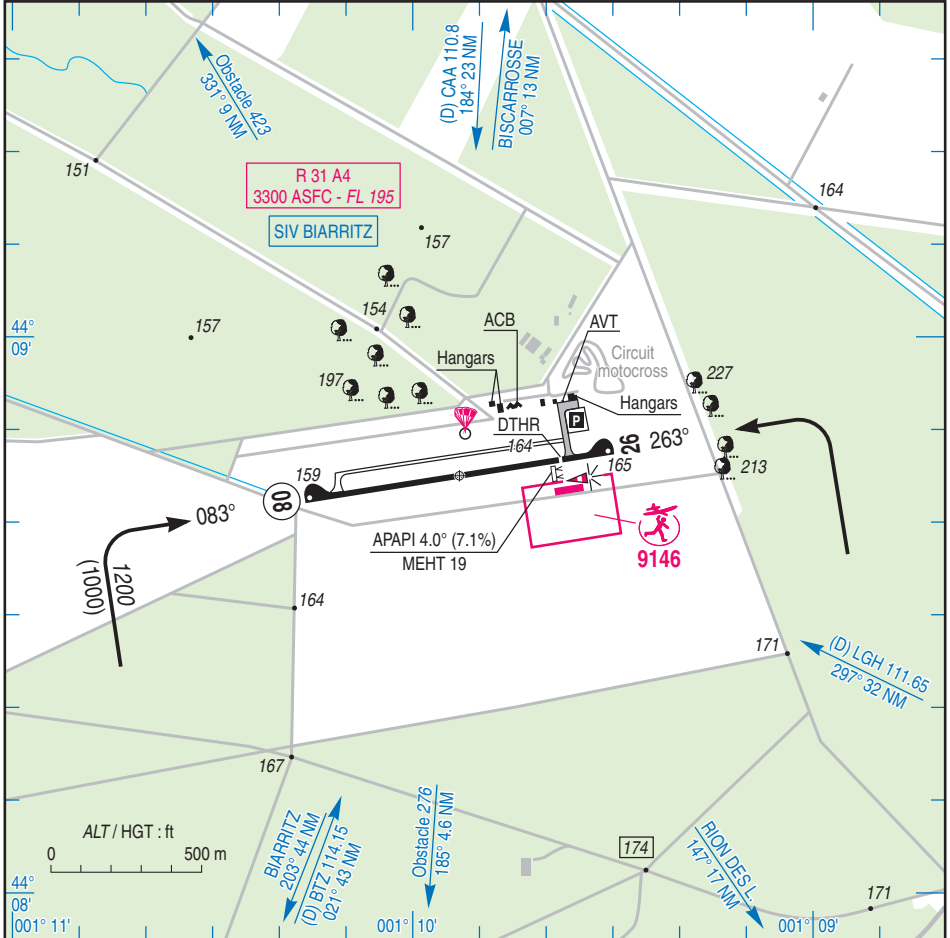 Obstacle 423
331° 9 NM
(D) CAA 110.8
184° 23 NM
BISCARROSSE
007° 13 NM
151
R 31 A4
3300 ASFC - FL 195
SIV BIARRITZ
157
164
44°
09'
157
154
ACB
AVT
Hangars
Circuit
motocross
197
227
Hangars
P
DTHR
164
26
263°
165
213
159
08
083°
APAPI 4.0° (7.1%)
MEHT 19
9146
1200
(1000)
164
171
(D) LGH 111.65
297° 32 NM
167
ALT / HGT : ft
0
500 m
BIARRITZ
203° 44 NM
(D) BTZ 114.15
021° 43 NM
Obstacle 276
185° 4.6 NM
174
RION DES L.
147° 17 NM
171
44°
08'
001° 11'
001° 10'
001° 09'